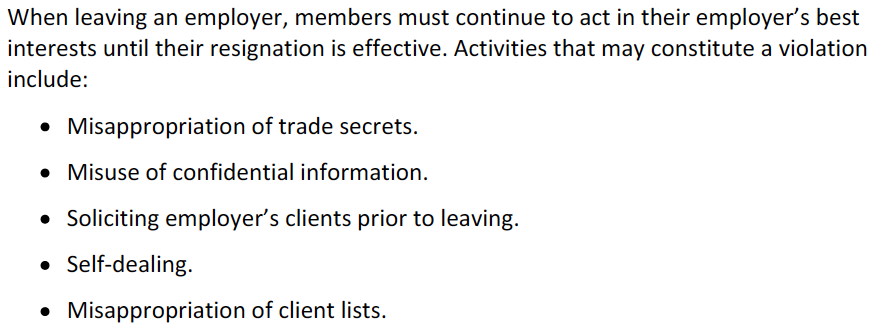 When leaving an employer, members must continue to act in their employer’s best
interests until their resignation is effective. Activities that may constitute a violation
include:
• Misappropriation of trade secrets.
• Misuse of confidential information.
• Soliciting employer’s clients prior to leaving.
• Self-dealing.
• Misappropriation of client lists.